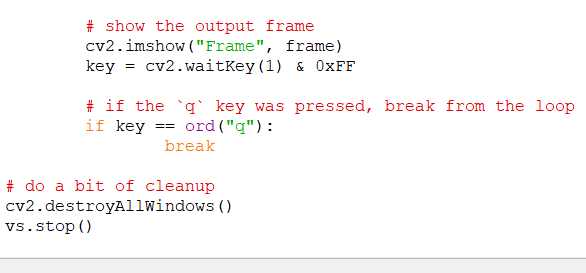 # show the output frame
cv2.imshow("Frame", frame)
key = cv2.waitKey(1) & 0xFF
# if the `q` key was pressed, break from the loop
if key == ord("q"):
break
# do a bit of cleanup
cv2.destroyAllWindows()
vs.stop()